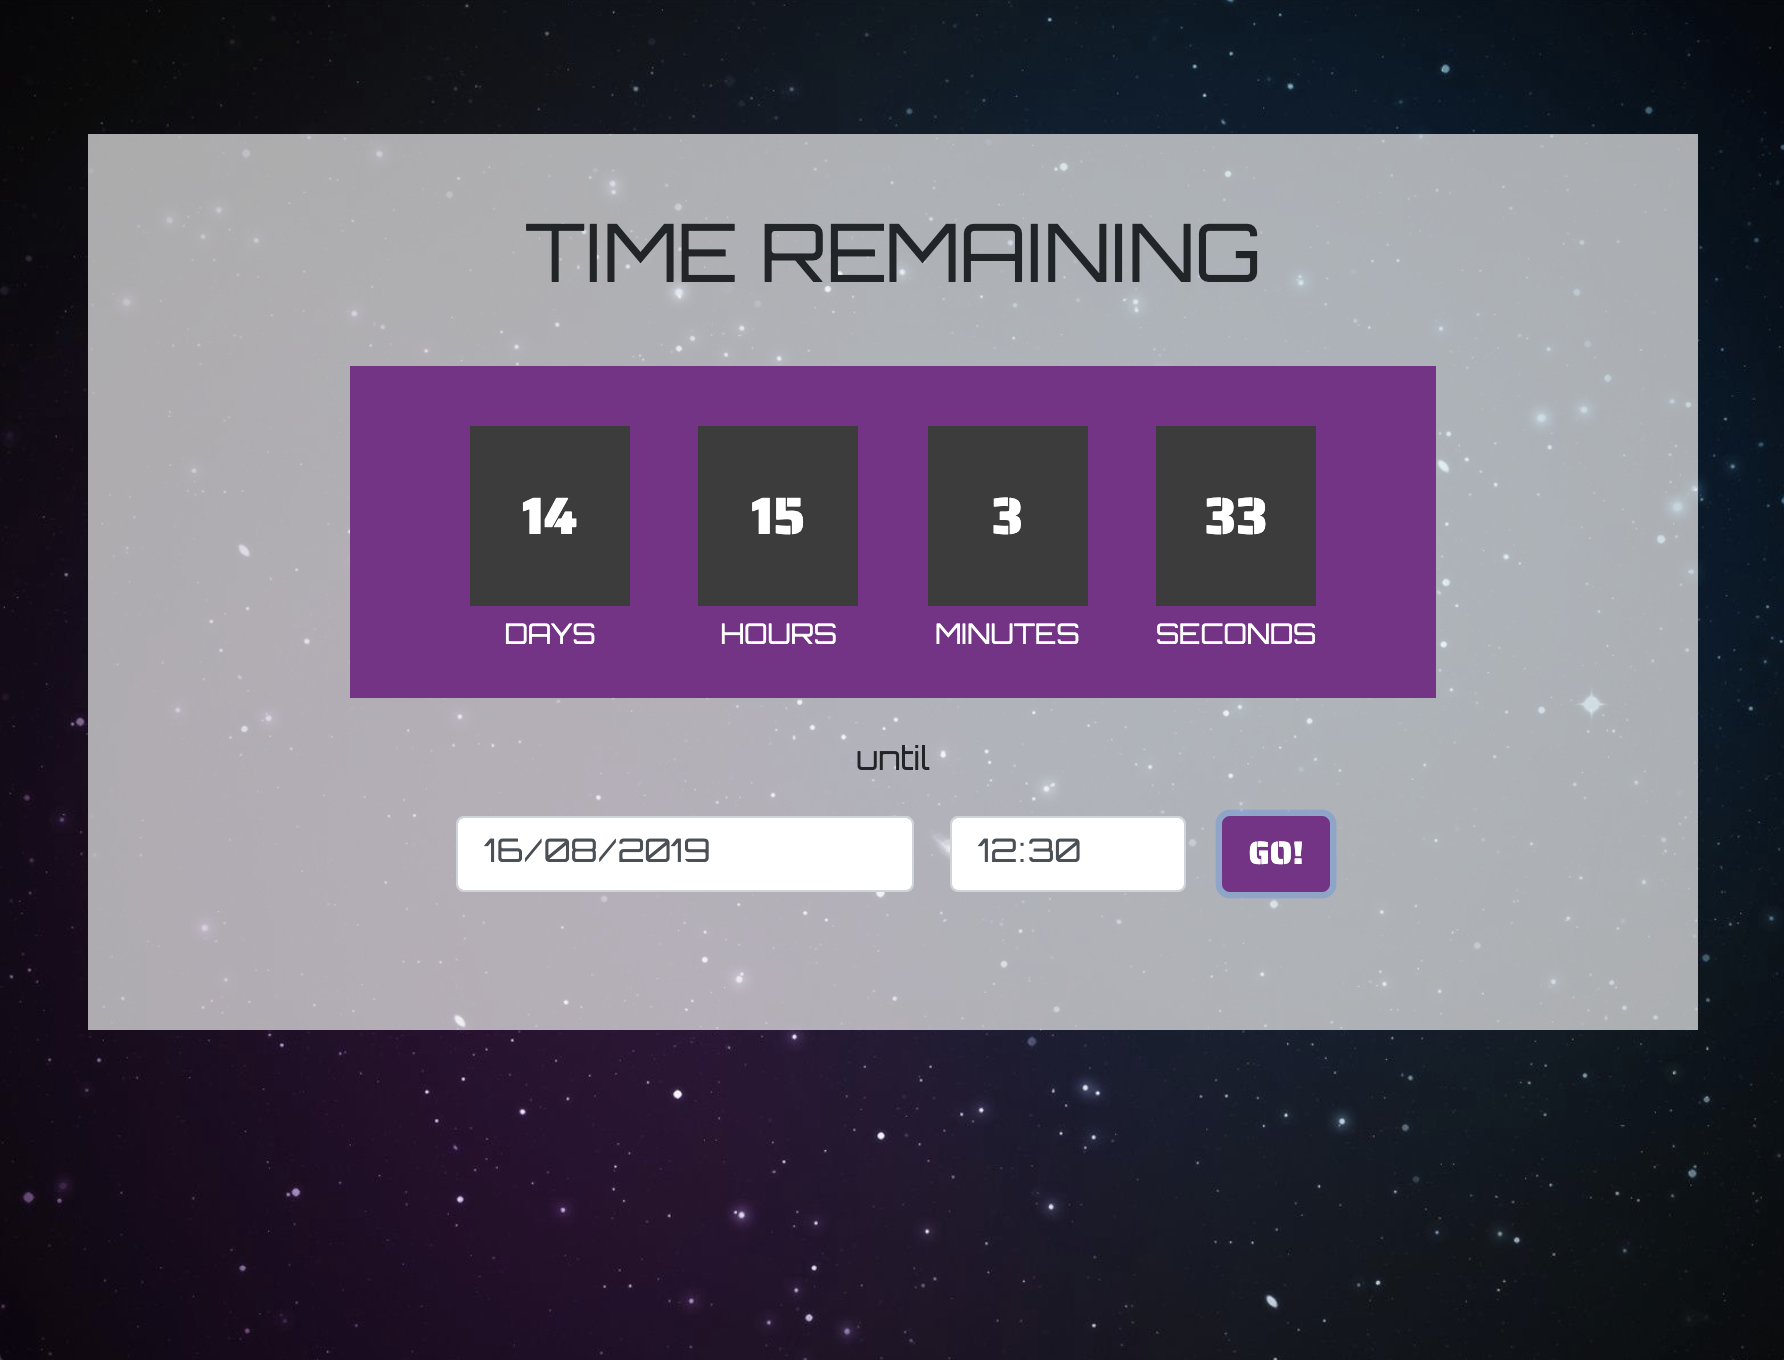 TIME REMAINING
14 15 3 33
DAYS HOURS MINUTES SECONDS
until
16/08/2019 12:30 GO!